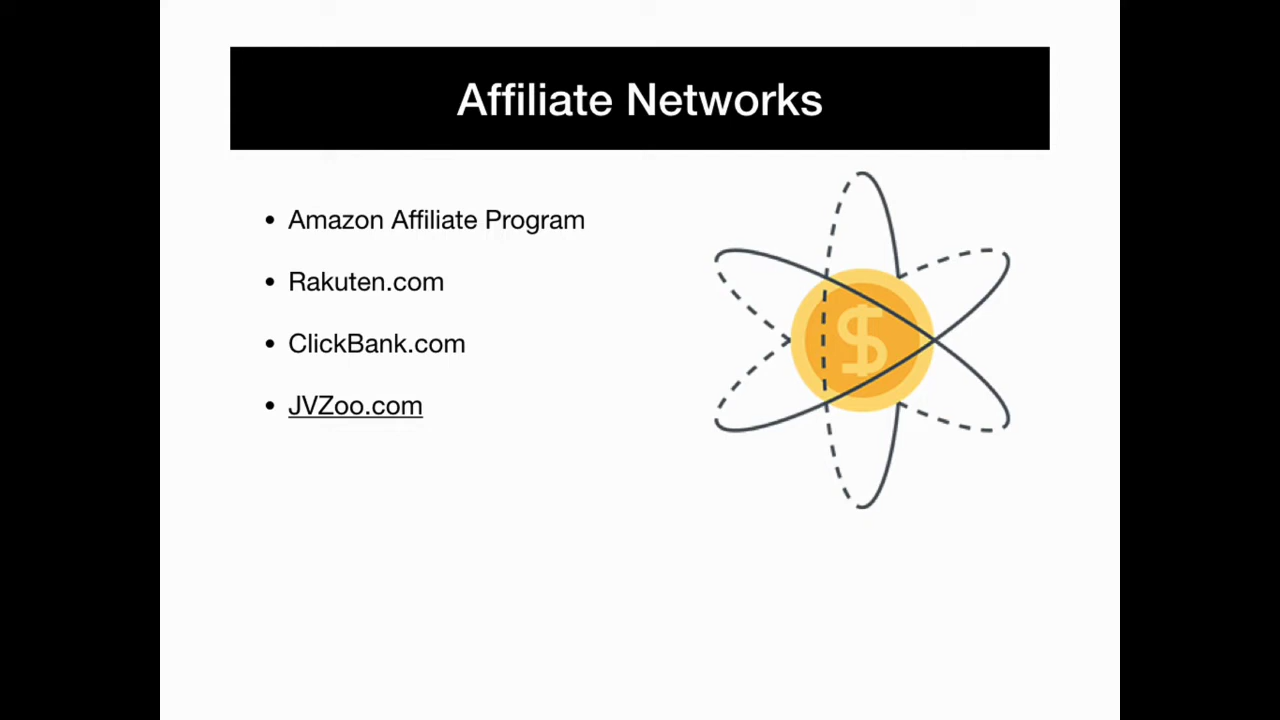 Affiliate Networks
• Amazon Affiliate Program
• Rakuten.com
• ClickBank.com
• JVZoo.com
$